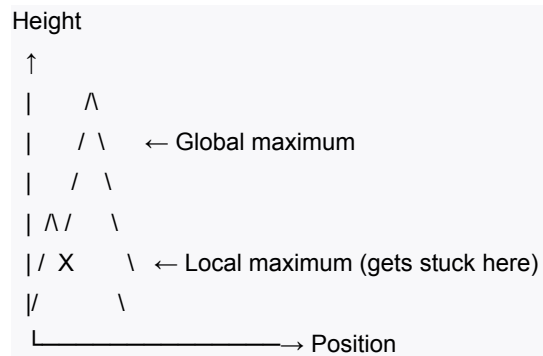 Height
↑
|      /\
|     /  \     ← Global maximum
|    /    \
| /\ /      \
| /  X       \   ← Local maximum (gets stuck here)
|/          \
└──────────────────→ Position